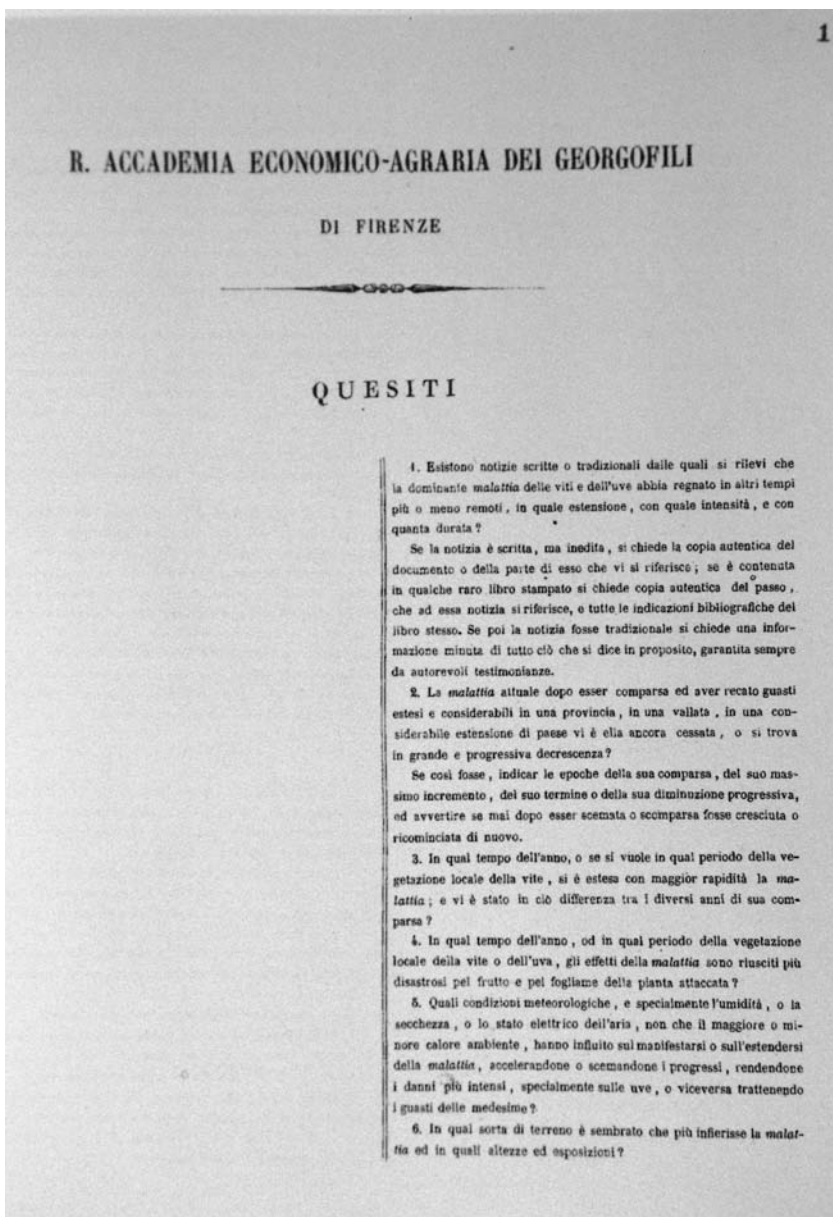 1
R. ACCADEMIA ECONOMICO-AGRARIA DEI GEORGOFILI
DI FIRENZE
QUESITI
1. Esistono notizie scritte o tradizionali dalle quali si rilevi che
la dominante malattia delle viti e dell'uve abbia regnato in altri tempi
più o meno remoti, in quale estensione, con quale intensità, e con
quanta durata?
Se la notizia è scritta, ma inedita, si chiede la copia autentica del
documento o della parte di esso che vi si riferisce; se è contenuta
in qualche raro libro stampato si chiede copia autentica del passo,
che ad essa notizia si riferisce, e tutte le indicazioni bibliografiche del
libro stesso. Se poi la notizia fosse tradizionale si chiede una infor-
mazione minuta di tutto ciò che si dice in proposito, garantita sempre
da autorevoli testimonianze.
2. La malattia attuale dopo esser comparsa ed aver recato guasti
estesi e considerabili in una provincia, in una vallata, in una con-
siderabile estensione di paese vi è ella ancora cessata, o si trova
in grande e progressiva decrescenza?
Se così fosse, indicar le epoche della sua comparsa, del suo mas-
simo incremento, del suo termine o della sua diminuzione progressiva,
ed avvertire se mai dopo esser scemata o scomparsa fosse cresciuta o
ricominciata di nuovo.
3. In qual tempo dell'anno, o se si vuole in qual periodo della ve-
getazione locale della vite, si è estesa con maggior rapidità la ma-
lattia; e vi è stato in ciò differenza tra i diversi anni di sua com-
parsa?
4. In qual tempo dell'anno, od in qual periodo della vegetazione
locale della vite o dell'uva, gli effetti della malattia sono riusciti più
disastrosi pel frutto e pel fogliame della pianta attaccata?
5. Quali condizioni meteorologiche, e specialmente l'umidità, o la
secchezza, o lo stato elettrico dell'aria, non che il maggiore o mi-
nore calore ambiente, hanno influito sul manifestarsi o sull'estendersi
della malattia, accelerandone o scemandone i progressi, rendendone
i danni più intensi, specialmente sulle uve, o viceversa trattenendo
i guasti delle medesime?
6. In qual sorta di terreno è sembrato che più infierisse la malat-
tia ed in quali altezze ed esposizioni?